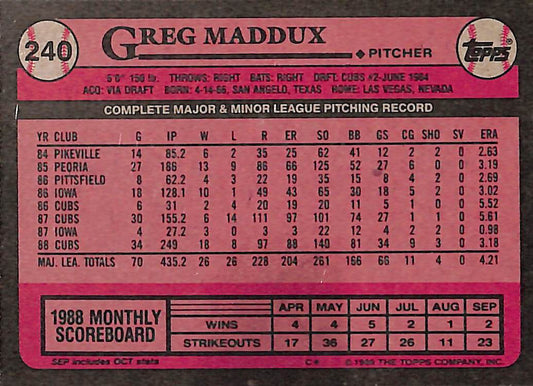 240
GREG MADDUX
◆ PITCHER
TOPPS
6'0" 150 lb. THROWS: RIGHT BATS: RIGHT DRFT: CUBS #2-JUNE 1984
ACQ: VIA DRAFT BORN: 4-14-66, SAN ANGELO, TEXAS HOME: LAS VEGAS, NEVADA
COMPLETE MAJOR & MINOR LEAGUE PITCHING RECORD
YR CLUB G IP W L R ER SO BB GS CG SHO SV ERA
84 PIKEVILLE 14 85.2 6 2 35 25 62 41 12 2 2 0 2.63
85 PEORIA 27 186 13 9 86 66 125 52 27 6 0 0 3.19
86 PITTSFIELD 8 62.2 4 3 22 19 35 15 8 4 2 0 2.69
86 IOWA 18 128.1 10 1 49 43 65 30 18 5 2 0 3.02
86 CUBS 6 31 2 4 20 19 20 11 5 1 0 0 5.52
87 CUBS 30 155.2 6 14 111 97 101 74 27 1 1 0 5.61
87 IOWA 4 27.2 3 0 3 3 22 12 4 2 0 0 0.98
88 CUBS 34 249 18 8 97 88 140 81 34 9 3 0 3.18
MAJ. LEA. TOTALS 70 435.2 26 26 228 204 261 166 66 11 4 0 4.21
1988 MONTHLY SCOREBOARD
APR MAY JUN JUL AUG SEP
WINS 4 4 5 2 1 2
STRIKEOUTS 17 36 27 26 11 23
SEP includes OCT stats
C* © 1989 THE TOPPS COMPANY, INC.